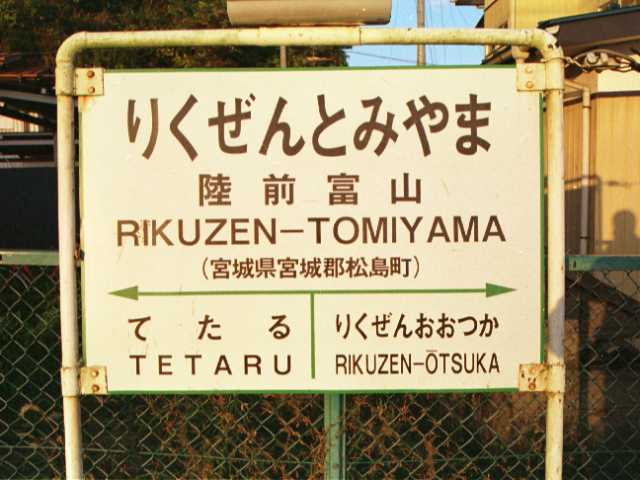 りくぜんとみやま
陸前富山
RIKUZEN−TOMIYAMA
(宮城県宮城郡松島町)
てたる
TETARU
りくぜんおおつか
RIKUZEN−ŌTSUKA